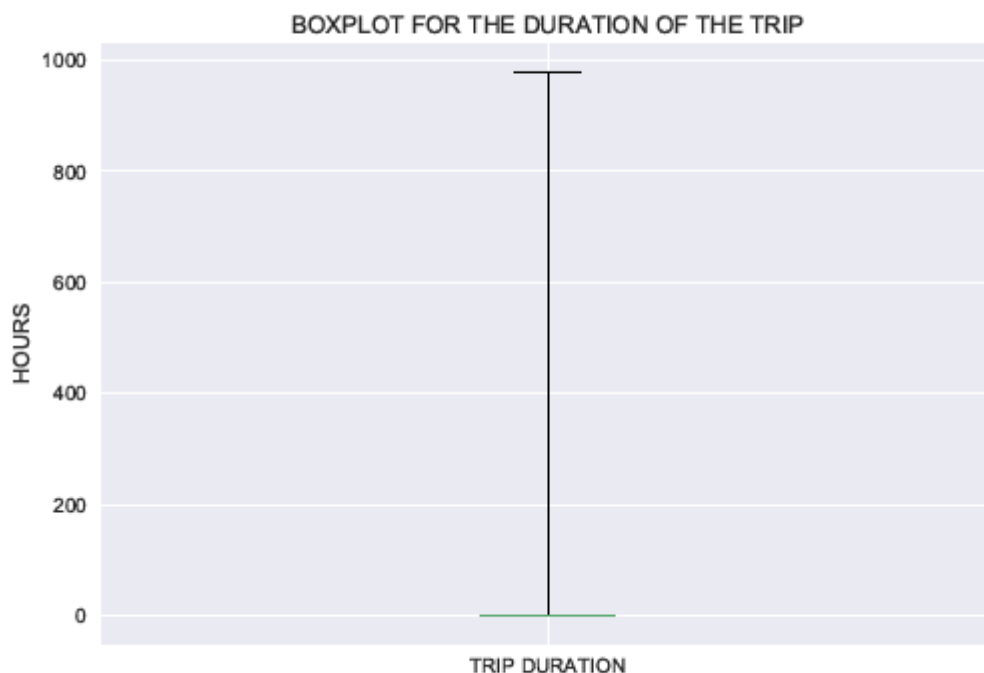 BOXPLOT FOR THE DURATION OF THE TRIP
1000
800
600
400
200
0
HOURS
TRIP DURATION